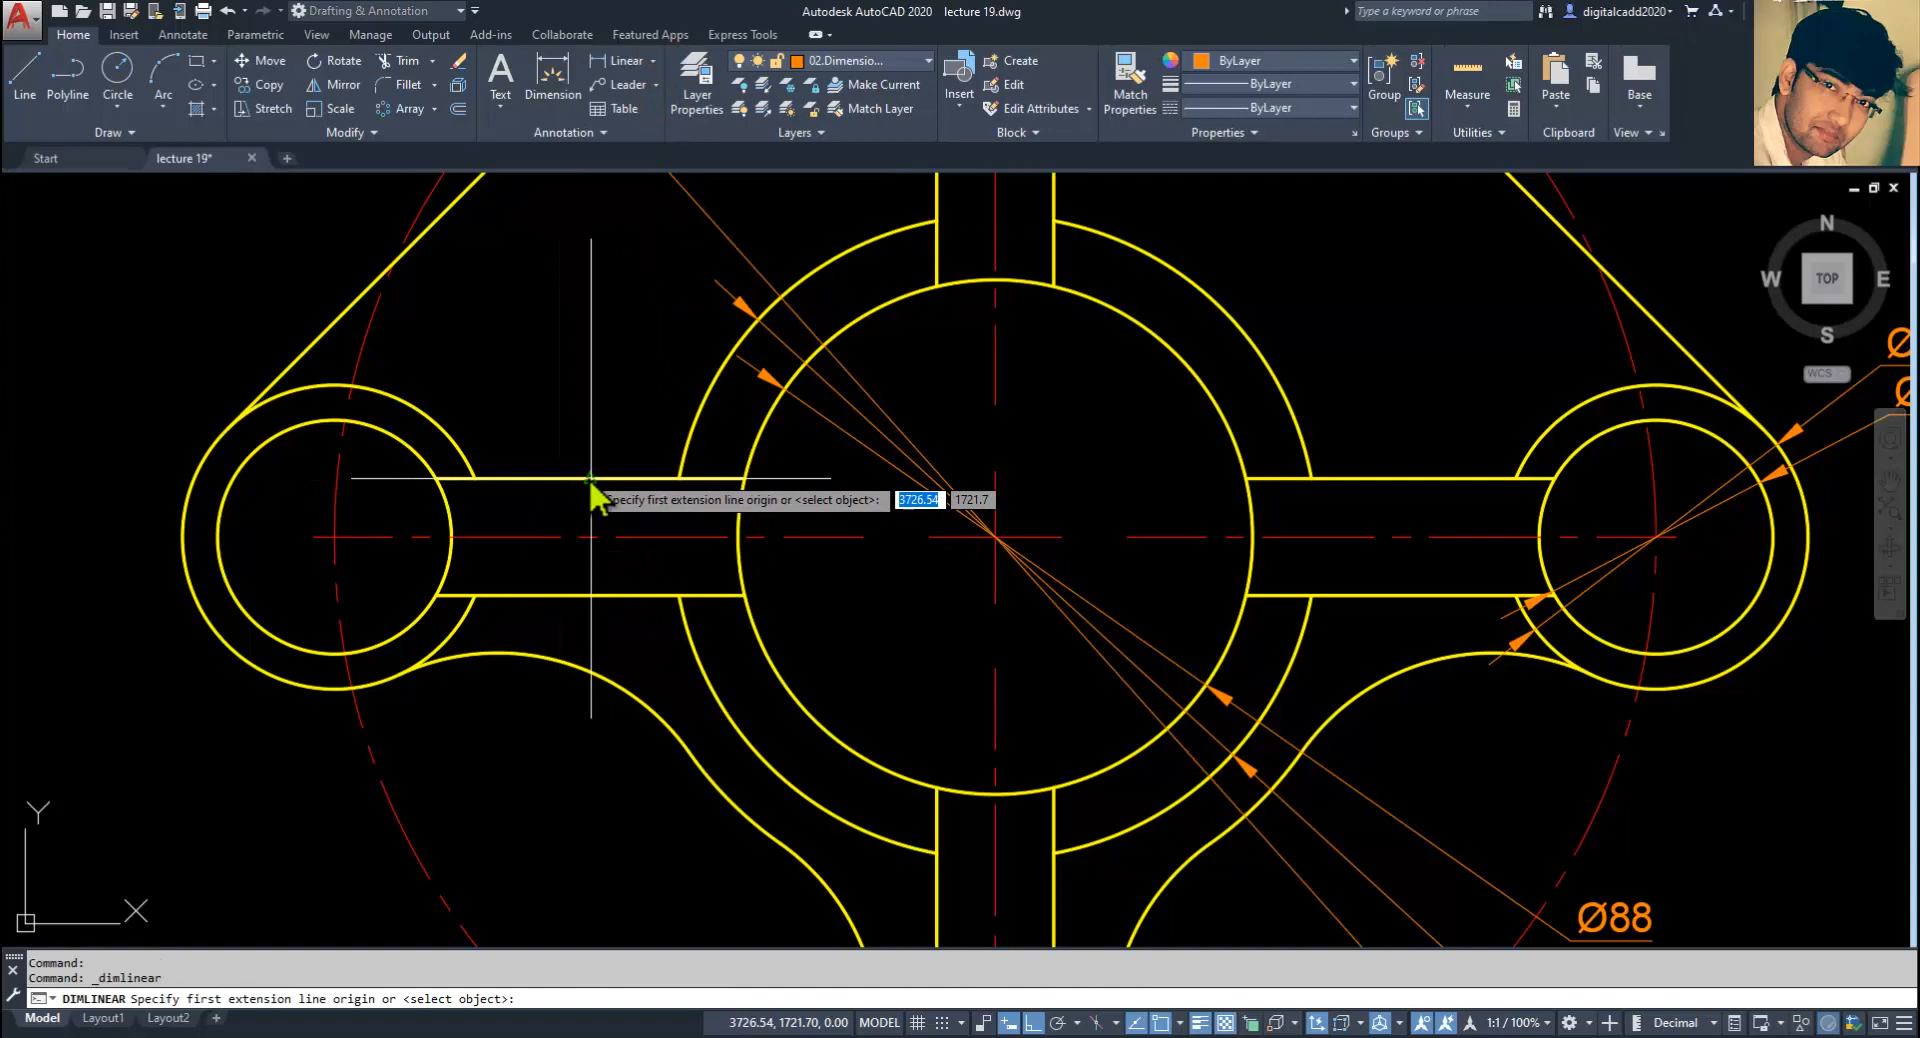 Drafting & Annotation
Autodesk AutoCAD 2020 lecture 19.dwg
Type a keyword or phrase
digitalcadd2020
Home Insert Annotate Parametric View Manage Output Add-ins Collaborate Featured Apps Express Tools
Line Polyline Circle Arc
Move Rotate Trim
Copy Mirror Fillet
Stretch Scale Array
Text Dimension
Linear
Leader
Table
Layer Properties
02.Dimensio...
Make Current
Match Layer
Insert
Create
Edit
Edit Attributes
Match Properties
ByLayer
ByLayer
ByLayer
Group Measure Paste Base
Draw Modify Annotation Layers Block Properties Groups Utilities Clipboard View
Start lecture 19*
N
W TOP E
S
WCS
Specify first extension line origin or <select object>: 3726.54 1721.7
Ø
Ø
Y
X
Ø88
Command:
Command: _dimlinear
DIMLINEAR Specify first extension line origin or <select object>:
Model Layout1 Layout2
3726.54, 1721.70, 0.00 MODEL 1:1 / 100% Decimal